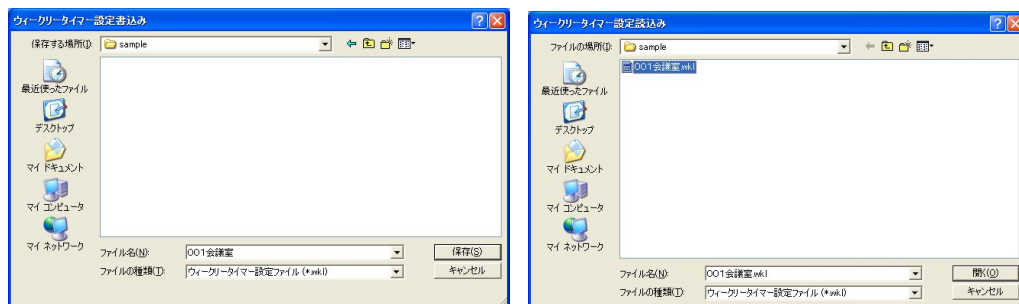 ウィークリータイマー設定書込み
保存する場所(I):
sample
最近使ったファイル
デスクトップ
マイ ドキュメント
マイ コンピュータ
マイ ネットワーク
ファイル名(N):
001会議室
保存(S)
ファイルの種類(T):
ウィークリータイマー設定ファイル (*.wkl)
キャンセル
ウィークリータイマー設定読込み
ファイルの場所(I):
sample
001会議室.wkl
最近使ったファイル
デスクトップ
マイ ドキュメント
マイ コンピュータ
マイ ネットワーク
ファイル名(N):
001会議室.wkl
開く(O)
ファイルの種類(T):
ウィークリータイマー設定ファイル (*.wkl)
キャンセル